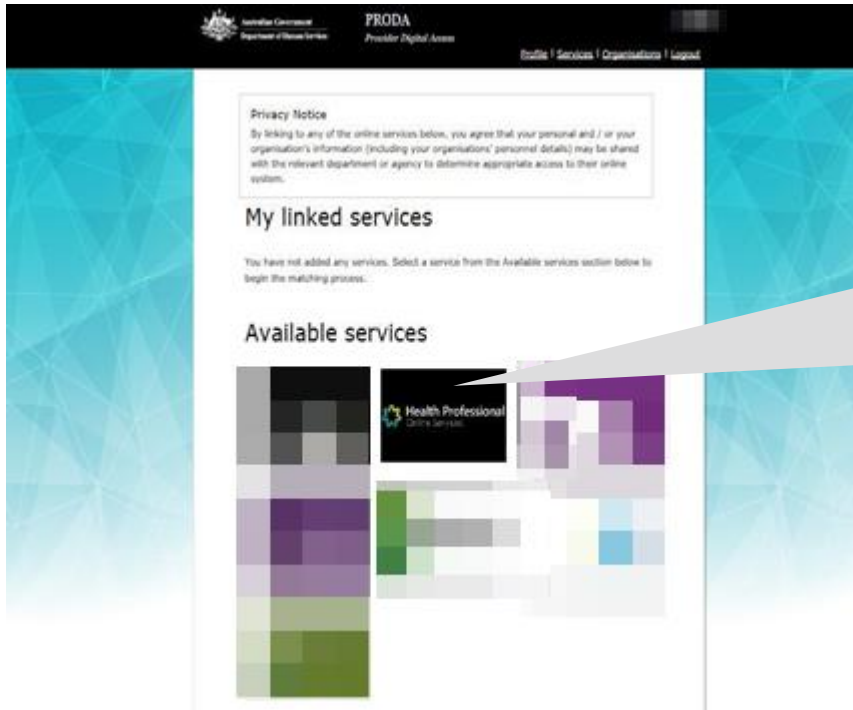 Australian Government
Department of Human Services
PRODA
Provider Digital Access
Profile | Services | Organisations | Logout
Privacy Notice
By linking to any of the online services below, you agree that your personal and / or your
organisation's information (including your organisations' personnel details) may be shared
with the relevant department or agency to determine appropriate access to their online
system.
My linked services
You have not added any services. Select a service from the Available services section below to
begin the matching process.
Available services
Health Professional
Online Services